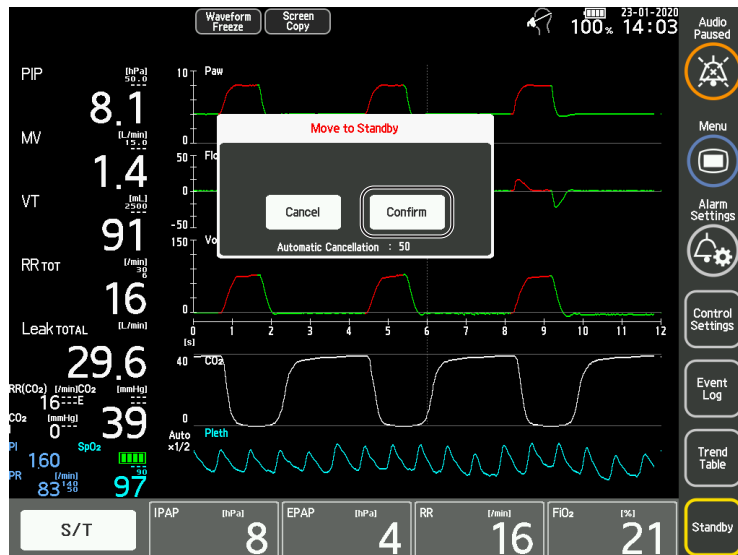 Waveform Freeze
Screen Copy
100% 23-01-2020 14:03
Audio Paused
PIP [hPa] 50.0 ---
8.1
MV [L/min] 15.0 ---
1.4
VT [mL] 2500 ---
91
RR TOT [/min] 30 6
16
Leak TOTAL [L/min]
29.6
RR(CO₂) [/min] CO₂ [mmHg]
16 --- E ---
39
CO₂ [mmHg]
I 0 ---
PI SpO₂
1.60
PR [/min] 90
83 140 50 97
10 Paw
0
50 Flo
0
-50
150 Vo
0
0 1 2 3 4 5 6 7 8 9 10 11 12
[s]
40 CO₂
0
Auto Pleth
×1/2
Move to Standby
Cancel
Confirm
Automatic Cancellation : 50
Menu
Alarm Settings
Control Settings
Event Log
Trend Table
Standby
S/T
IPAP [hPa] 8
EPAP [hPa] 4
RR [/min] 16
FiO₂ [%] 21